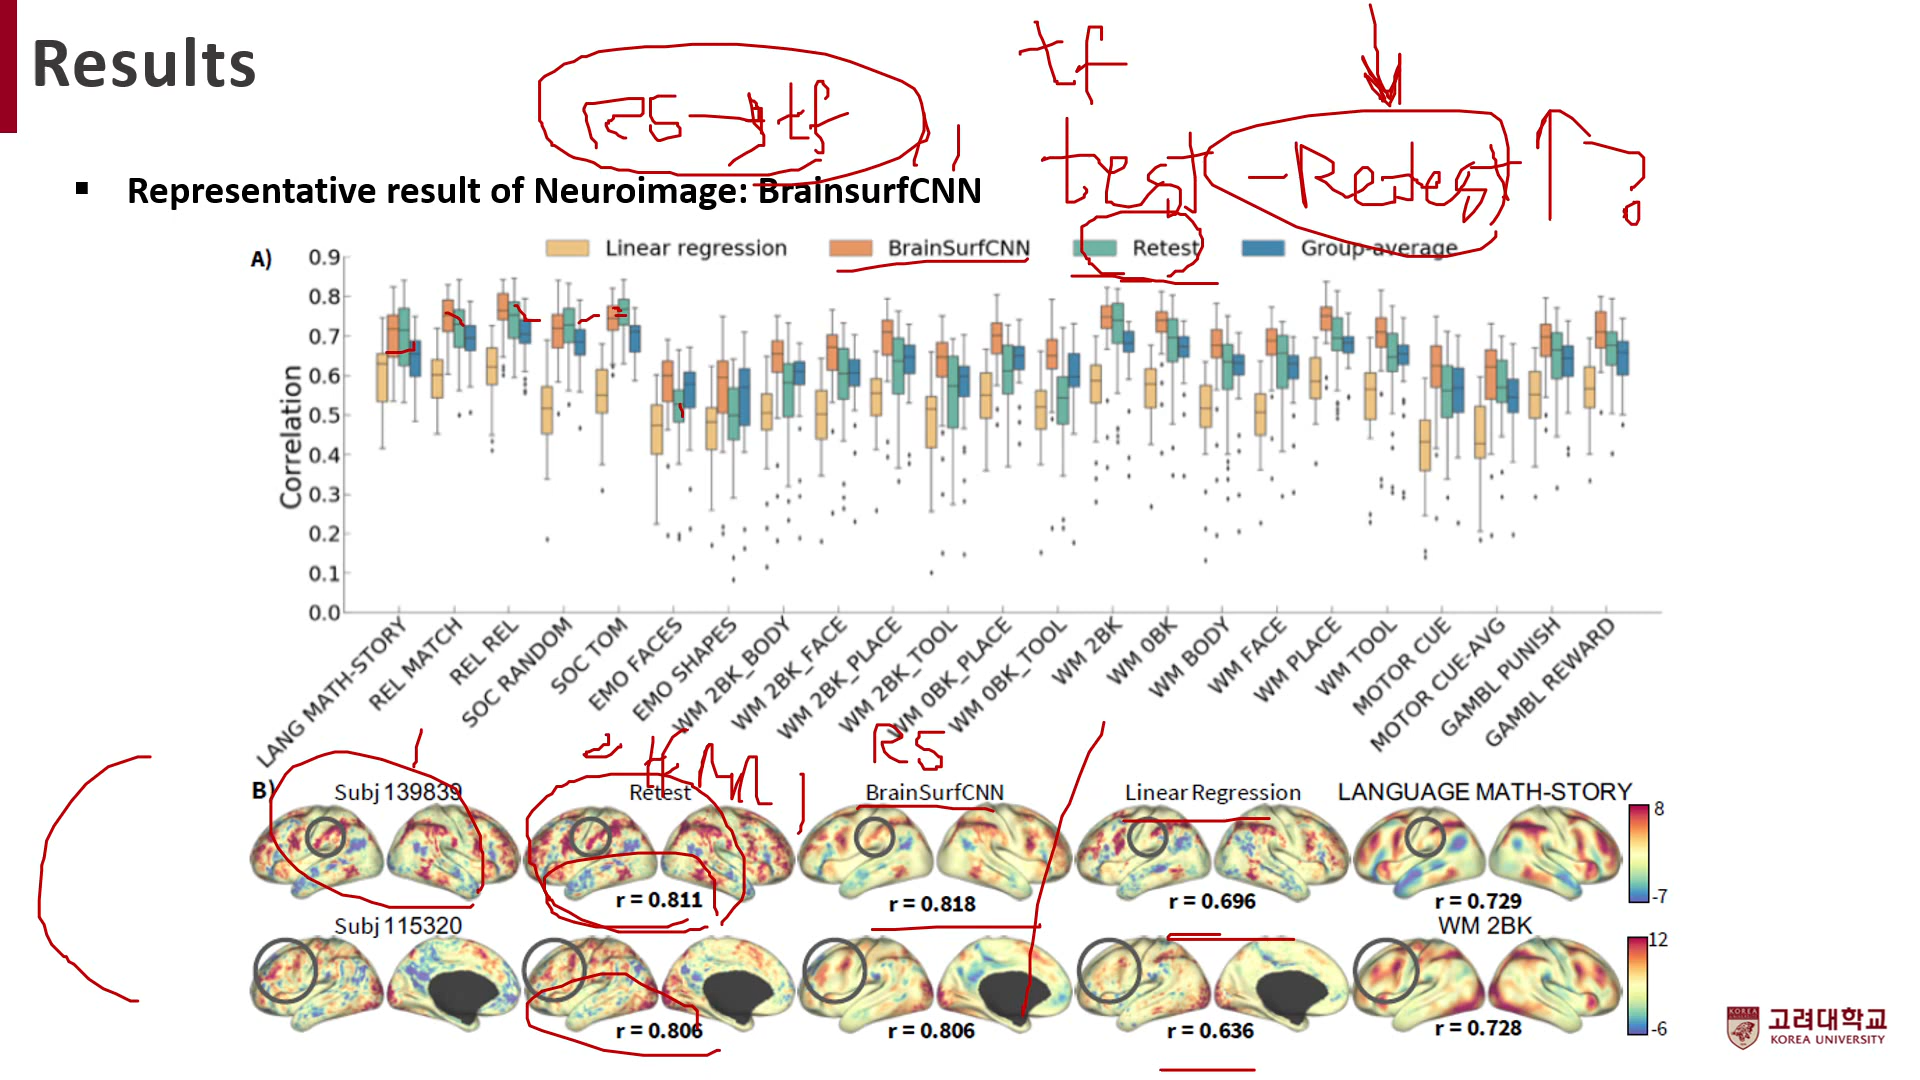 Results
tf
rs → tf
test - Retest ↑ ?
■ Representative result of Neuroimage: BrainsurfCNN
A)
Linear regression BrainSurfCNN Retest Group-average
Correlation
0.9
0.8
0.7
0.6
0.5
0.4
0.3
0.2
0.1
0.0
LANG MATH-STORY
REL MATCH
REL REL
SOC RANDOM
SOC TOM
EMO FACES
EMO SHAPES
WM 2BK_BODY
WM 2BK_FACE
WM 2BK_PLACE
WM 2BK_TOOL
WM 0BK_PLACE
WM 0BK_TOOL
WM 2BK
WM 0BK
WM BODY
WM FACE
WM PLACE
WM TOOL
MOTOR CUE
MOTOR CUE-AVG
GAMBL PUNISH
GAMBL REWARD
RS
B) Subj 139839 Retest BrainSurfCNN Linear Regression LANGUAGE MATH-STORY
8
r = 0.811 r = 0.818 r = 0.696 r = 0.729
-7
Subj 115320 WM 2BK
12
r = 0.806 r = 0.806 r = 0.636 r = 0.728
-6
KOREA
고려대학교
KOREA UNIVERSITY